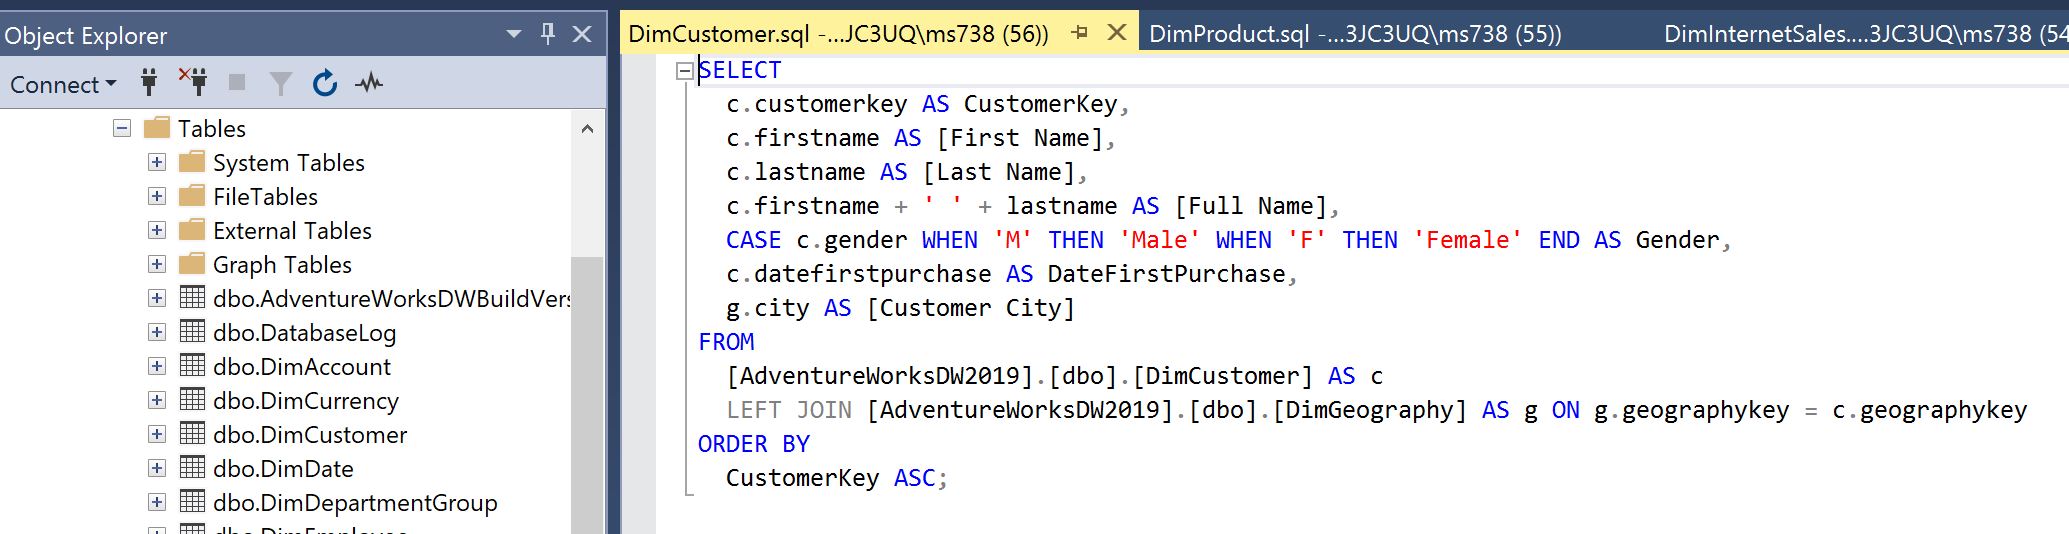 Object Explorer
Connect
Tables
System Tables
FileTables
External Tables
Graph Tables
dbo.AdventureWorksDWBuildVers
dbo.DatabaseLog
dbo.DimAccount
dbo.DimCurrency
dbo.DimCustomer
dbo.DimDate
dbo.DimDepartmentGroup
DimCustomer.sql -...JC3UQ\ms738 (56)) DimProduct.sql -...3JC3UQ\ms738 (55)) DimInternetSales....3JC3UQ\ms738 (54
SELECT
c.customerkey AS CustomerKey,
c.firstname AS [First Name],
c.lastname AS [Last Name],
c.firstname + ' ' + lastname AS [Full Name],
CASE c.gender WHEN 'M' THEN 'Male' WHEN 'F' THEN 'Female' END AS Gender,
c.datefirstpurchase AS DateFirstPurchase,
g.city AS [Customer City]
FROM
[AdventureWorksDW2019].[dbo].[DimCustomer] AS c
LEFT JOIN [AdventureWorksDW2019].[dbo].[DimGeography] AS g ON g.geographykey = c.geographykey
ORDER BY
CustomerKey ASC;